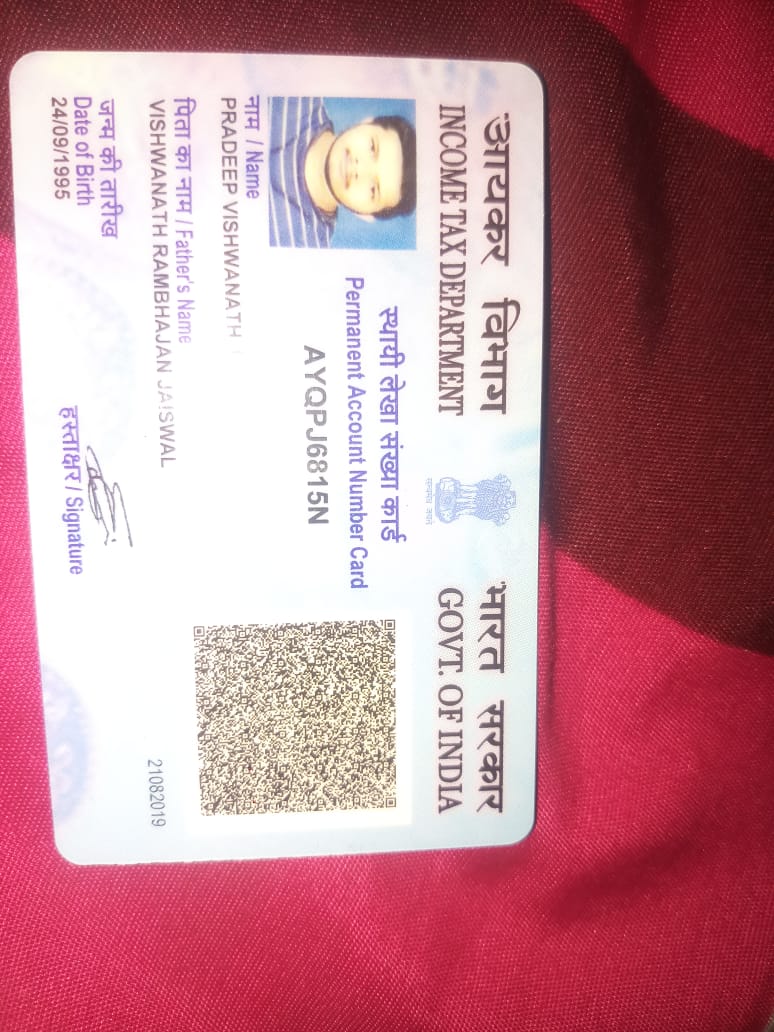 आयकर विभाग
INCOME TAX DEPARTMENT
भारत सरकार
GOVT. OF INDIA
सत्यमेव जयते
स्थायी लेखा संख्या कार्ड
Permanent Account Number Card
AYQPJ6815N
नाम / Name
PRADEEP VISHWANATH
पिता का नाम / Father's Name
VISHWANATH RAMBHAJAN JAISWAL
जन्म की तारीख
Date of Birth
24/09/1995
हस्ताक्षर / Signature
21082019